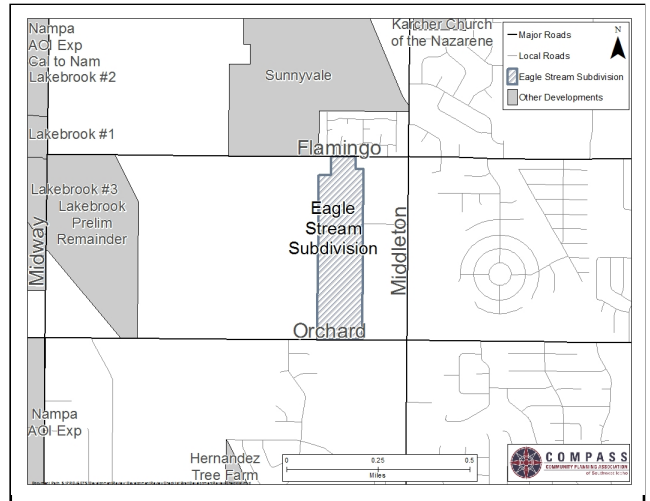 Nampa
AOI Exp
Cal to Nam
Lakebrook #2
Karcher Church
of the Nazarene
N
Major Roads
Local Roads
Eagle Stream Subdivision
Other Developments
Sunnyvale
Lakebrook #1
Flamingo
Lakebrook #3
Lakebrook
Prelim
Remainder
Eagle
Stream
Subdivision
Midway
Middleton
Orchard
Nampa
AOI Exp
Hernandez
Tree Farm
0 0.25 0.5
Miles
COMPASS
COMMUNITY PLANNING ASSOCIATION
of Southwest Idaho